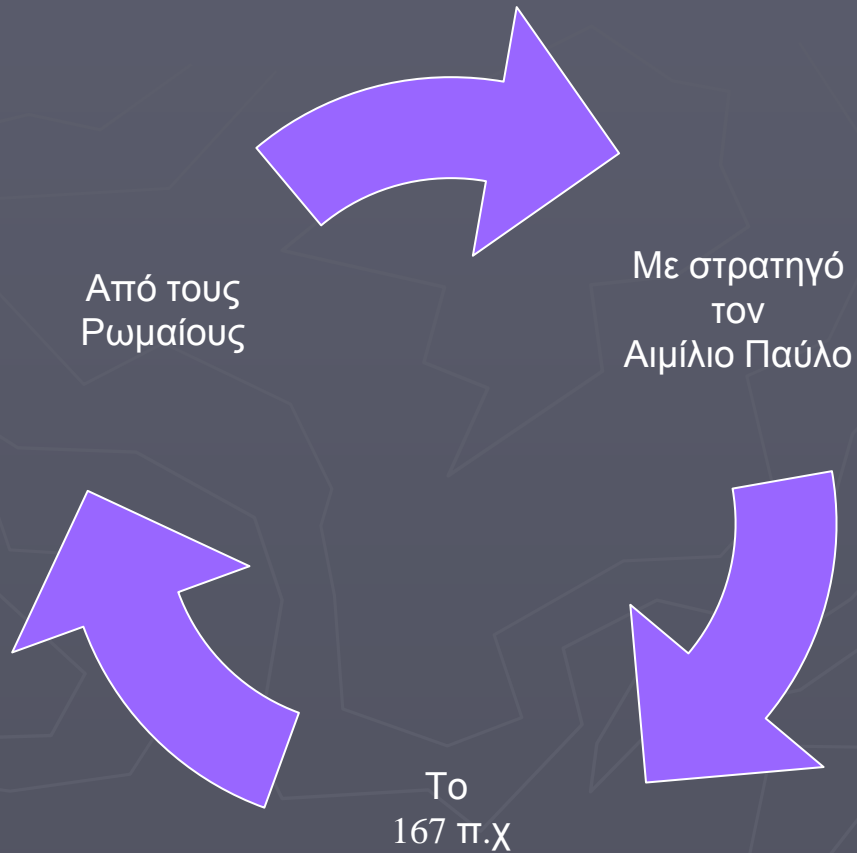 Από τους
Ρωμαίους
Με στρατηγό
τον
Αιμίλιο Παύλο
Το
167 π.χ